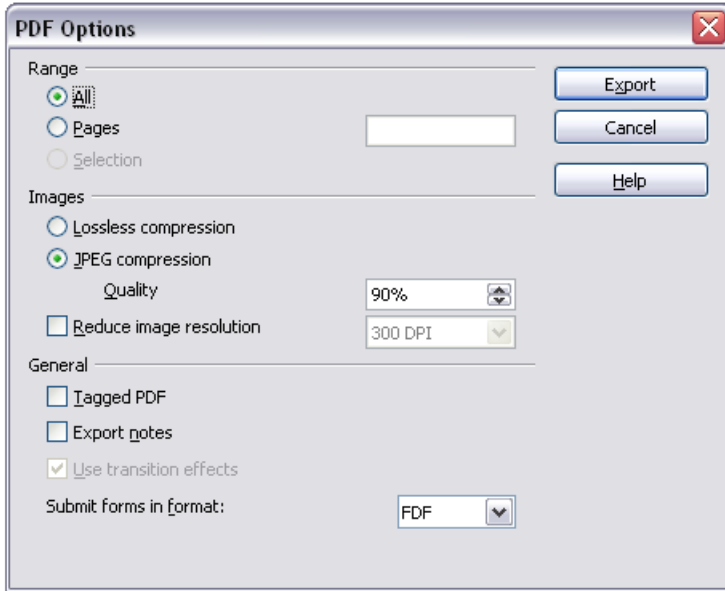 PDF Options
Range
All
Pages
Selection
Export
Cancel
Help
Images
Lossless compression
JPEG compression
Quality 90%
Reduce image resolution 300 DPI
General
Tagged PDF
Export notes
Use transition effects
Submit forms in format: FDF